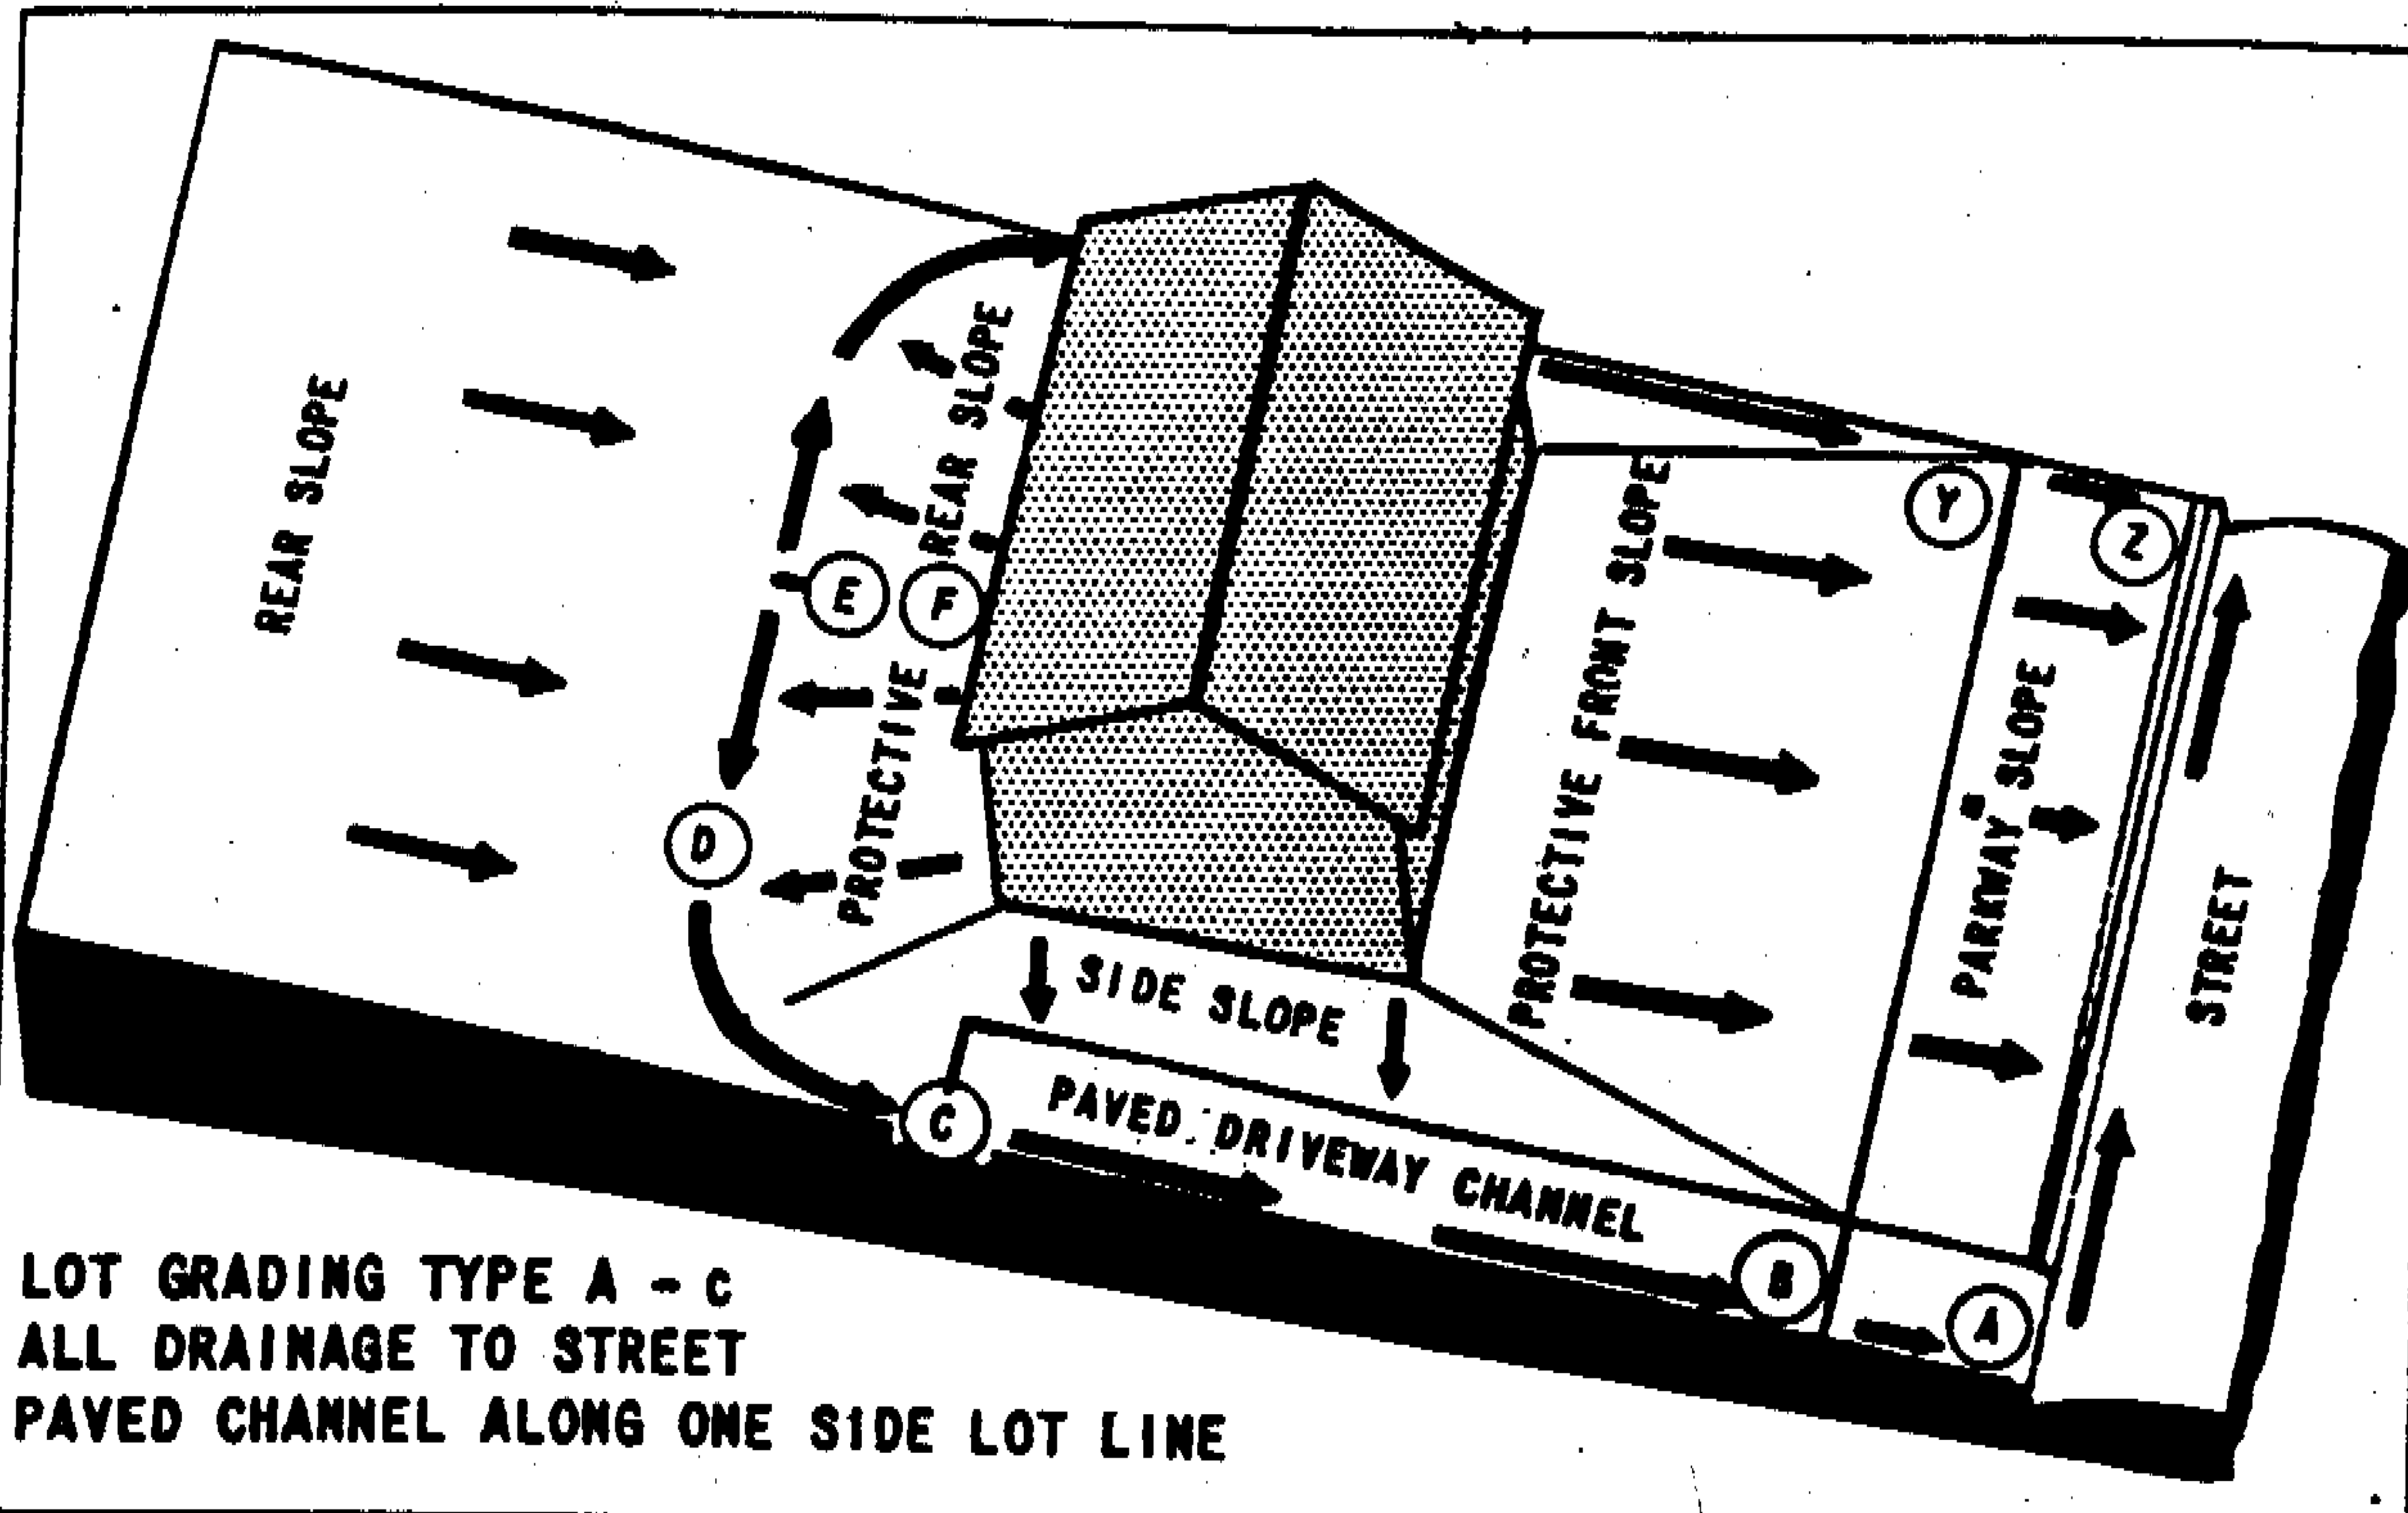 REAR SLOPE
PROTECTIVE REAR SLOPE
E
F
D
C
SIDE SLOPE
PAVED DRIVEWAY CHANNEL
PROTECTIVE FRONT SLOPE
Y
Z
PARKWAY SLOPE
STREET
B
A
LOT GRADING TYPE A - C
ALL DRAINAGE TO STREET
PAVED CHANNEL ALONG ONE SIDE LOT LINE